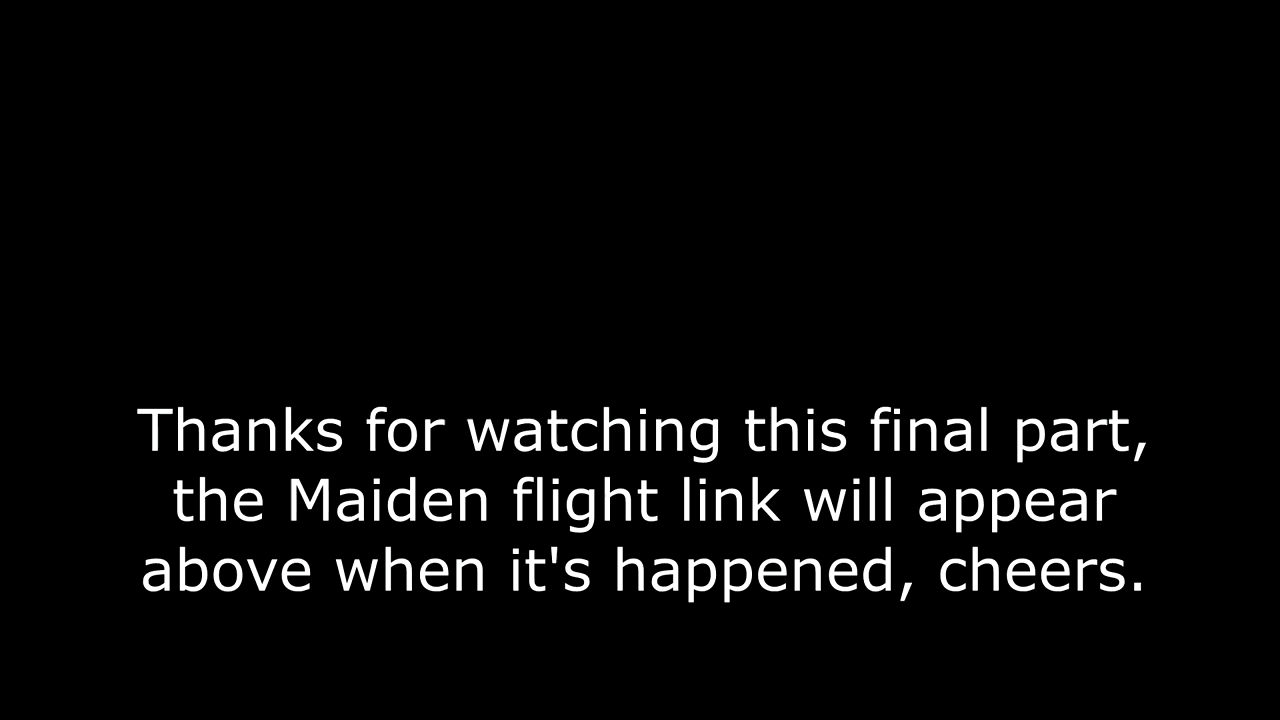 Thanks for watching this final part,
the Maiden flight link will appear
above when it's happened, cheers.